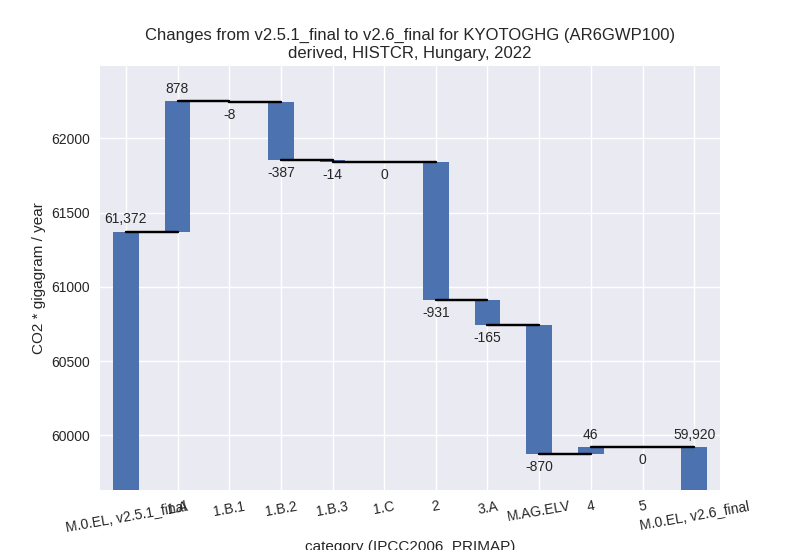 Changes from v2.5.1_final to v2.6_final for KYOTOGHG (AR6GWP100)
derived, HISTCR, Hungary, 2022
CO2 * gigagram / year
62000
61500
61000
60500
60000
61,372
878
-8
-387
-14
0
-931
-165
-870
46
0
59,920
M.0.EL, v2.5.1_final
1.A
1.B.1
1.B.2
1.B.3
1.C
2
3.A
M.AG.ELV
4
5
M.0.EL, v2.6_final
category (IPCC2006_PRIMAP)